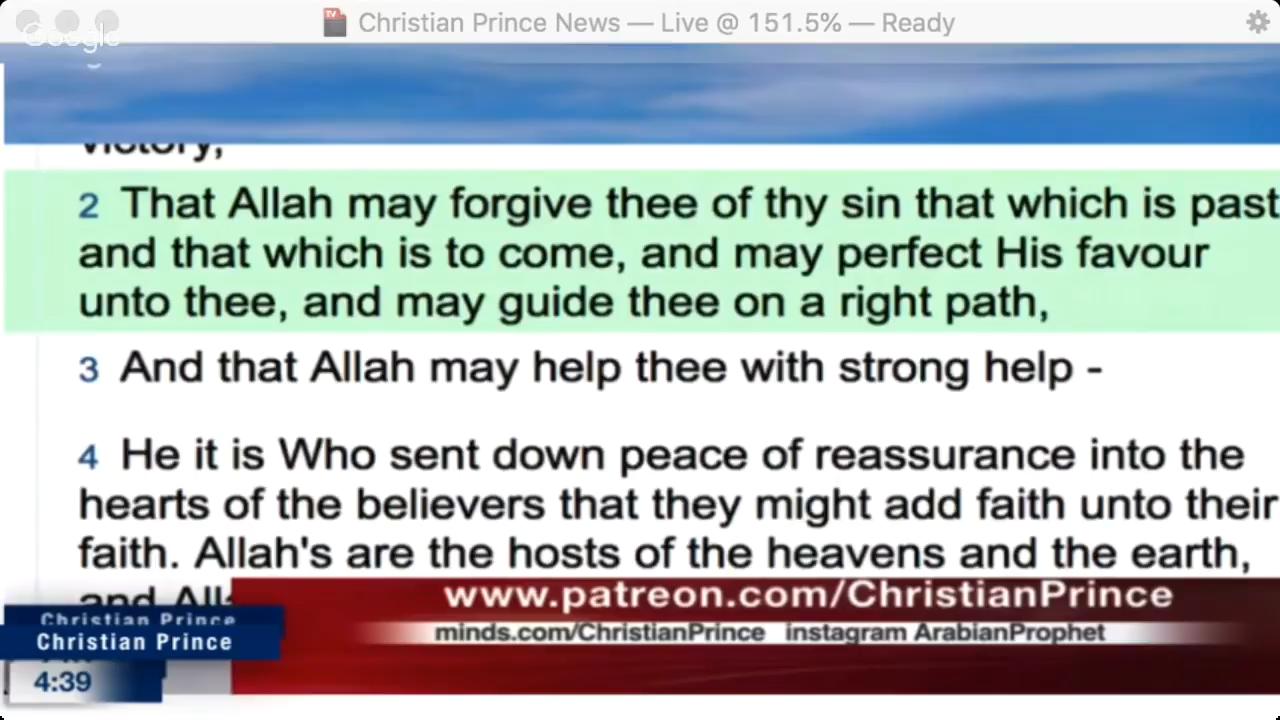 Christian Prince News — Live @ 151.5% — Ready
Google
victory,
2 That Allah may forgive thee of thy sin that which is past
and that which is to come, and may perfect His favour
unto thee, and may guide thee on a right path,
3 And that Allah may help thee with strong help -
4 He it is Who sent down peace of reassurance into the
hearts of the believers that they might add faith unto their
faith. Allah's are the hosts of the heavens and the earth,
and All
www.patreon.com/ChristianPrince
Christian Prince
minds.com/ChristianPrince instagram ArabianProphet
Christian Prince
4:39